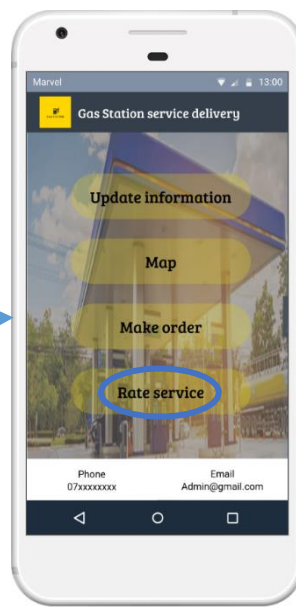 Marvel 13:00
Gas Station service delivery
Update information
Map
Make order
Rate service
Phone Email
07xxxxxxxx Admin@gmail.com